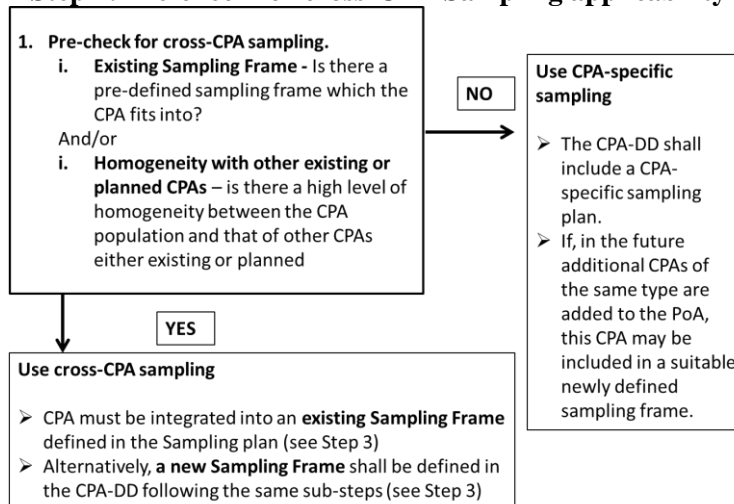 Sampling applicability
1. Pre-check for cross-CPA sampling.
i. Existing Sampling Frame - Is there a
pre-defined sampling frame which the
CPA fits into?
And/or
i. Homogeneity with other existing or
planned CPAs – is there a high level of
homogeneity between the CPA
population and that of other CPAs
either existing or planned
NO
Use CPA-specific
sampling
➢ The CPA-DD shall
include a CPA-
specific sampling
plan.
➢ If, in the future
additional CPAs of
the same type are
added to the PoA,
this CPA may be
included in a suitable
newly defined
sampling frame.
YES
Use cross-CPA sampling
➢ CPA must be integrated into an existing Sampling Frame
defined in the Sampling plan (see Step 3)
➢ Alternatively, a new Sampling Frame shall be defined in
the CPA-DD following the same sub-steps (see Step 3)